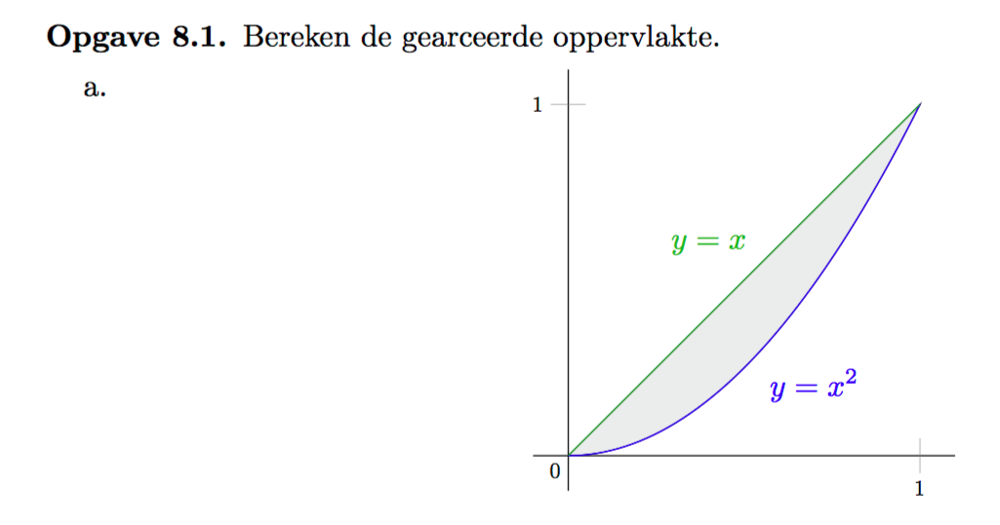 Opgave 8.1. Bereken de gearceerde oppervlakte.
a.
1
y = x
y = x²
0
1